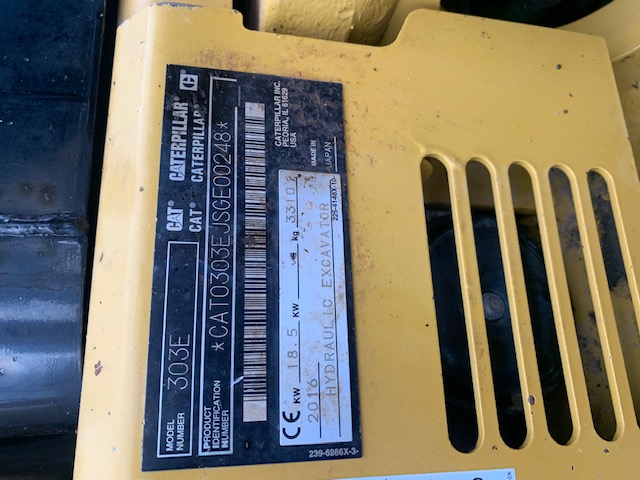 CAT® CATERPILLAR® C
CAT CATERPILLAR
MODEL NUMBER 303E
PRODUCT IDENTIFICATION NUMBER *CAT0303EJSGE00248*
CATERPILLAR INC.
PEORIA, IL 61629
USA
MADE IN JAPAN
CE KW 18.5 KW kg 3310
2016
HYDRAULIC EXCAVATOR
239-6986X-3-